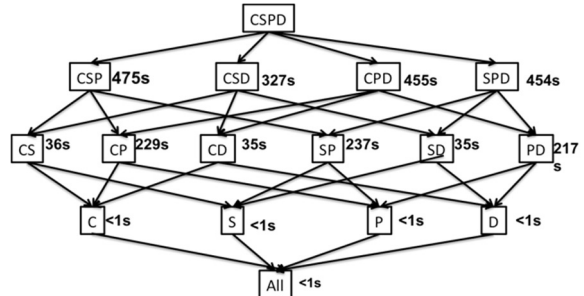 CSPD
CSP 475s CSD 327s CPD 455s SPD 454s
CS 36s CP 229s CD 35s SP 237s SD 35s PD 217
s
C <1s S <1s P <1s D <1s
All <1s